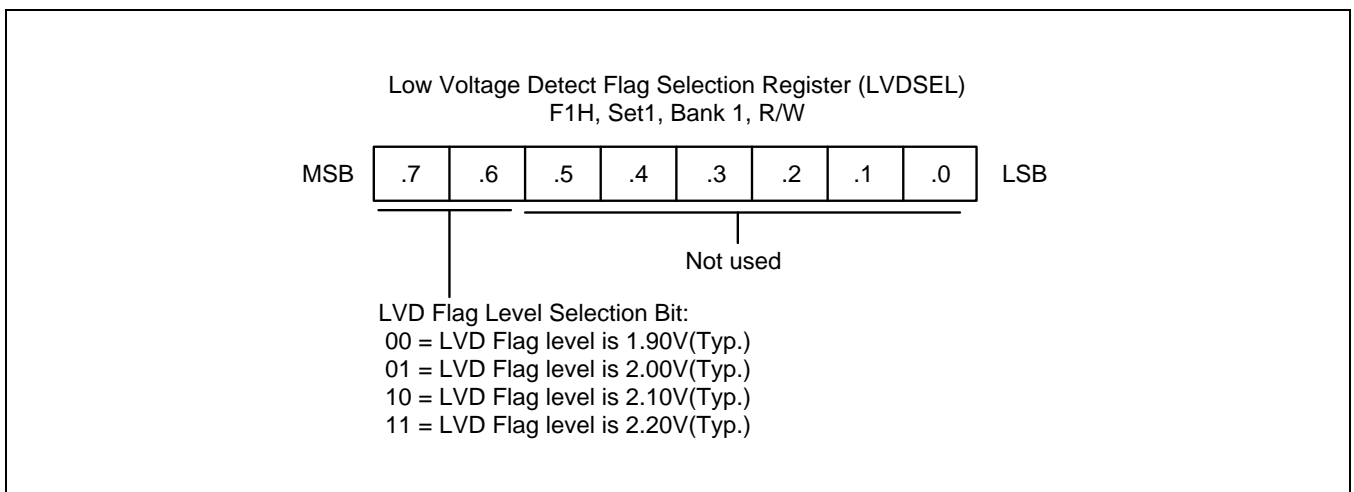 Low Voltage Detect Flag Selection Register (LVDSEL)
F1H, Set1, Bank 1, R/W
MSB .7 .6 .5 .4 .3 .2 .1 .0 LSB
Not used
LVD Flag Level Selection Bit:
00 = LVD Flag level is 1.90V(Typ.)
01 = LVD Flag level is 2.00V(Typ.)
10 = LVD Flag level is 2.10V(Typ.)
11 = LVD Flag level is 2.20V(Typ.)